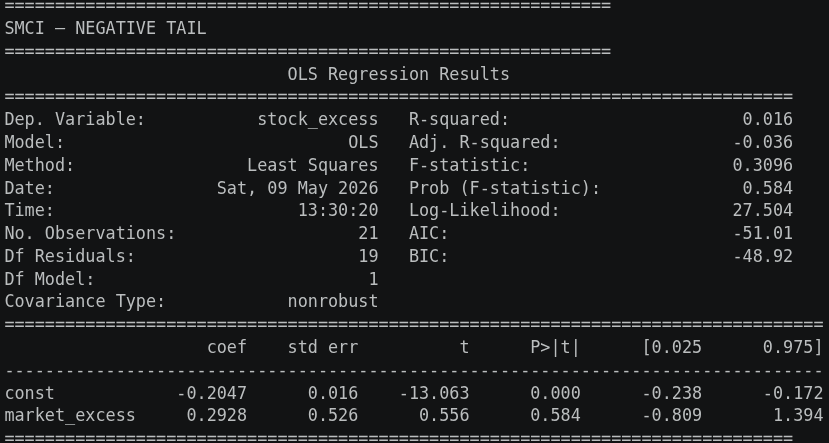 ==============================================================
SMCI — NEGATIVE TAIL
==============================================================
                            OLS Regression Results
==============================================================================
Dep. Variable:           stock_excess   R-squared:                       0.016
Model:                            OLS   Adj. R-squared:                 -0.036
Method:                 Least Squares   F-statistic:                    0.3096
Date:                Sat, 09 May 2026   Prob (F-statistic):              0.584
Time:                        13:30:20   Log-Likelihood:                 27.504
No. Observations:                  21   AIC:                            -51.01
Df Residuals:                      19   BIC:                            -48.92
Df Model:                           1
Covariance Type:            nonrobust
=================================================================================
                    coef    std err          t      P>|t|      [0.025      0.975]
---------------------------------------------------------------------------------
const            -0.2047      0.016    -13.063      0.000      -0.238      -0.172
market_excess     0.2928      0.526      0.556      0.584      -0.809       1.394
==============================================================================